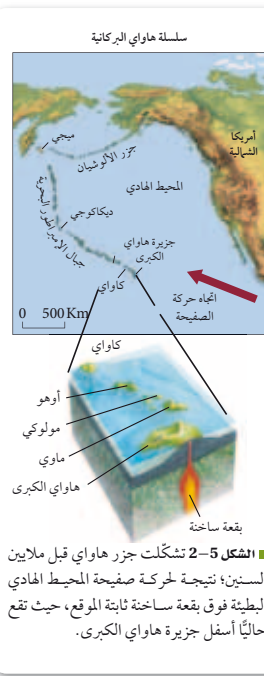 سلسلة هاواي البركانية
أمريكا
الشمالية
ميجي
جزر الألوشيان
المحيط الهادي
جبال الإمبراطور البحرية
ديكاكوجي
جزيرة هاواي
الكبرى
كاواي
اتجاه حركة
الصفيحة
0 500 Km
كاواي
أوهو
مولوكي
ماوي
هاواي الكبرى
بقعة ساخنة
الشكل 5–2 تشكّلت جزر هاواي قبل ملايين
لسنين؛ نتيجة لحركة صفيحة المحيط الهادي
لبطيئة فوق بقعة ساخنة ثابتة الموقع، حيث تقع
حاليًّا أسفل جزيرة هاواي الكبرى.